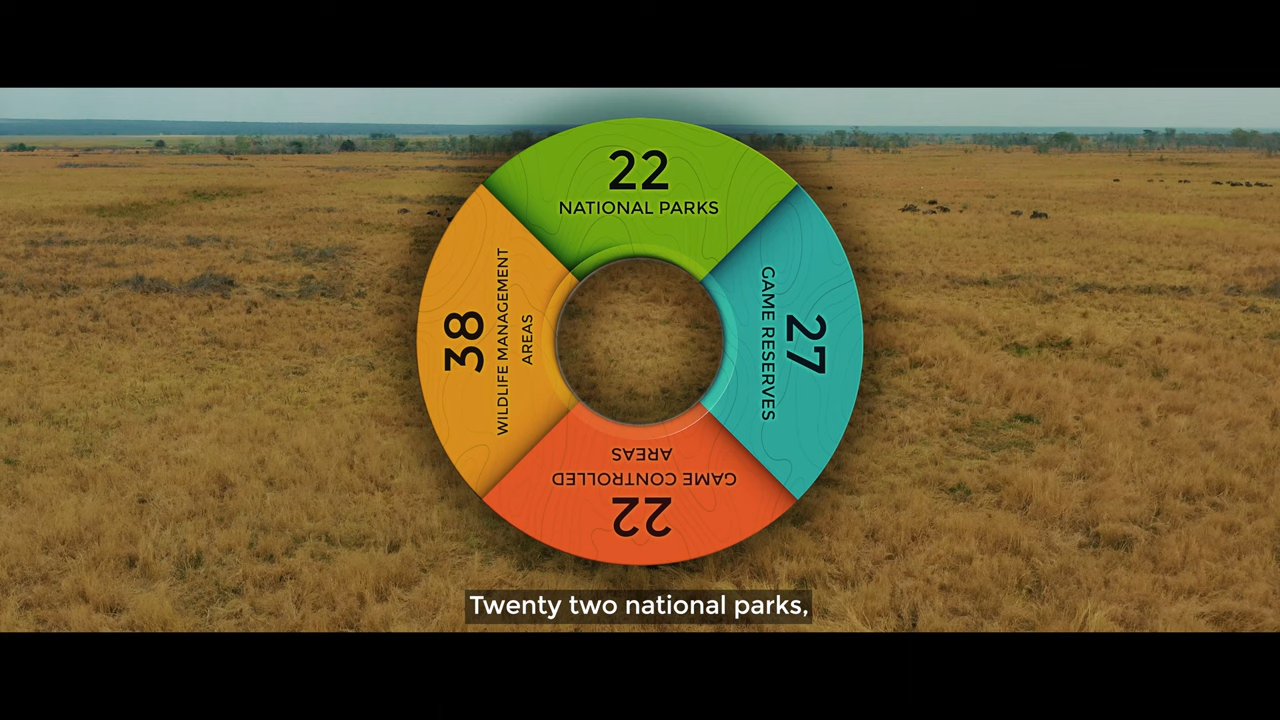 22
NATIONAL PARKS
27
GAME RESERVES
22
GAME CONTROLLED
AREAS
38
WILDLIFE MANAGEMENT
AREAS
Twenty two national parks,